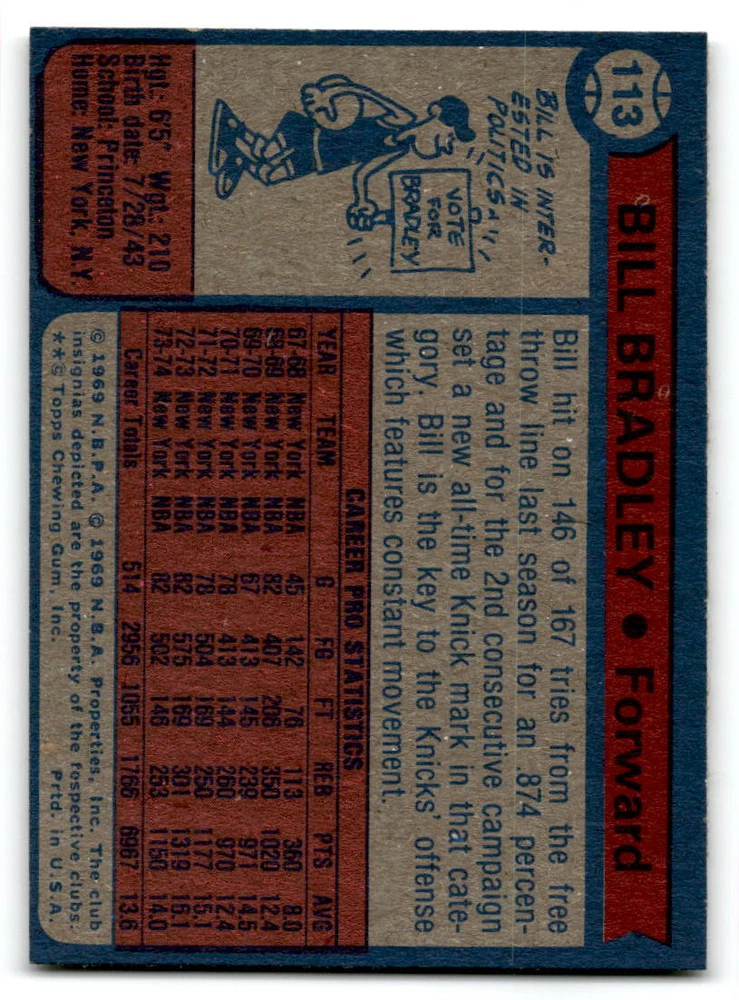 113
BILL BRADLEY • Forward
BILL IS INTER-
ESTED IN
POLITICS...
VOTE
FOR
BRADLEY
Hgt.: 6'5" Wgt. 210
Birth date: 7/28/43
School: Princeton
Home: New York, N.Y.
Bill hit on 146 of 167 tries from the free
throw line last season for an .874 percen-
tage and for the 2nd consecutive campaign
set a new all-time Knick mark in that cate-
gory. Bill is the key to the Knicks' offense
which features constant movement.
CAREER PRO STATISTICS
YEAR TEAM G FG FT REB PTS AVG
67-68 New York NBA 45 142 76 113 360 8.0
68-69 New York NBA 82 407 206 350 1020 12.4
69-70 New York NBA 67 413 145 239 971 14.5
70-71 New York NBA 78 413 144 260 970 12.4
71-72 New York NBA 78 504 169 250 1177 15.1
72-73 New York NBA 82 575 169 301 1319 16.1
73-74 New York NBA 82 502 146 253 1150 14.0
Career Totals 514 2956 1055 1766 6967 13.6
© 1969 N.B.P.A. © 1969 N.B.A. Properties, Inc. The club
insignias depicted are the property of the respective clubs.
**© Topps Chewing Gum, Inc. Prtd. in U.S.A.